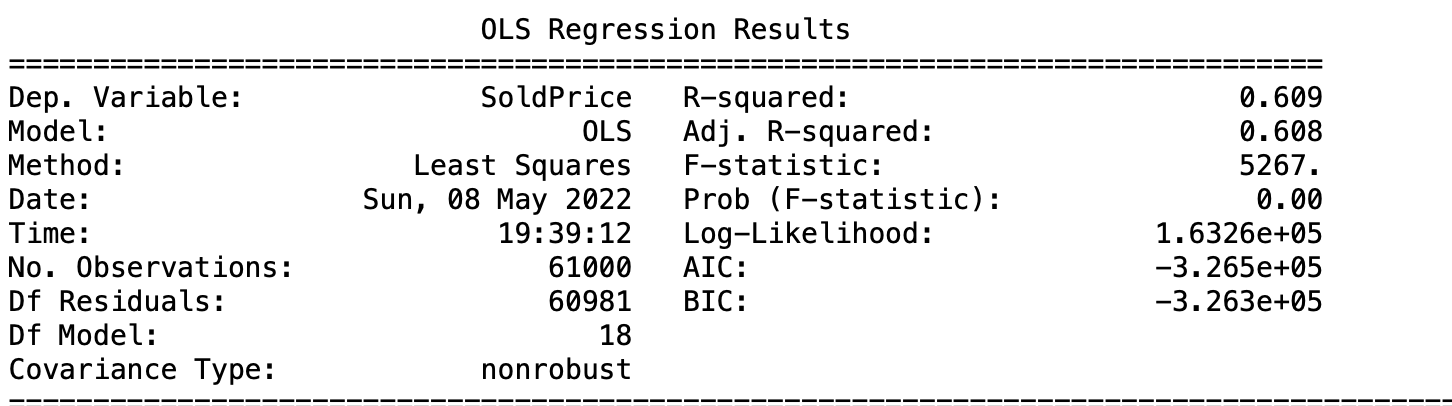 OLS Regression Results
==============================================================================
Dep. Variable:              SoldPrice   R-squared:                       0.609
Model:                            OLS   Adj. R-squared:                  0.608
Method:                 Least Squares   F-statistic:                     5267.
Date:                Sun, 08 May 2022   Prob (F-statistic):               0.00
Time:                        19:39:12   Log-Likelihood:             1.6326e+05
No. Observations:               61000   AIC:                        -3.265e+05
Df Residuals:                   60981   BIC:                        -3.263e+05
Df Model:                          18
Covariance Type:            nonrobust
======================================================================================